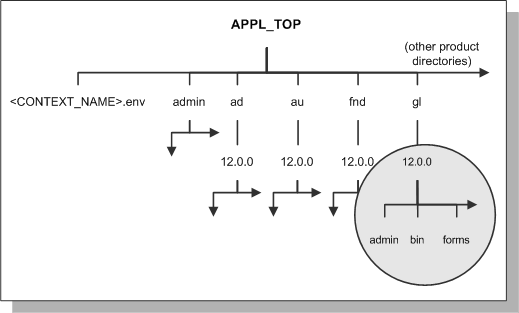 APPL_TOP
(other product
directories)
<CONTEXT_NAME>.env admin ad au fnd gl
12.0.0 12.0.0 12.0.0 12.0.0
admin bin forms